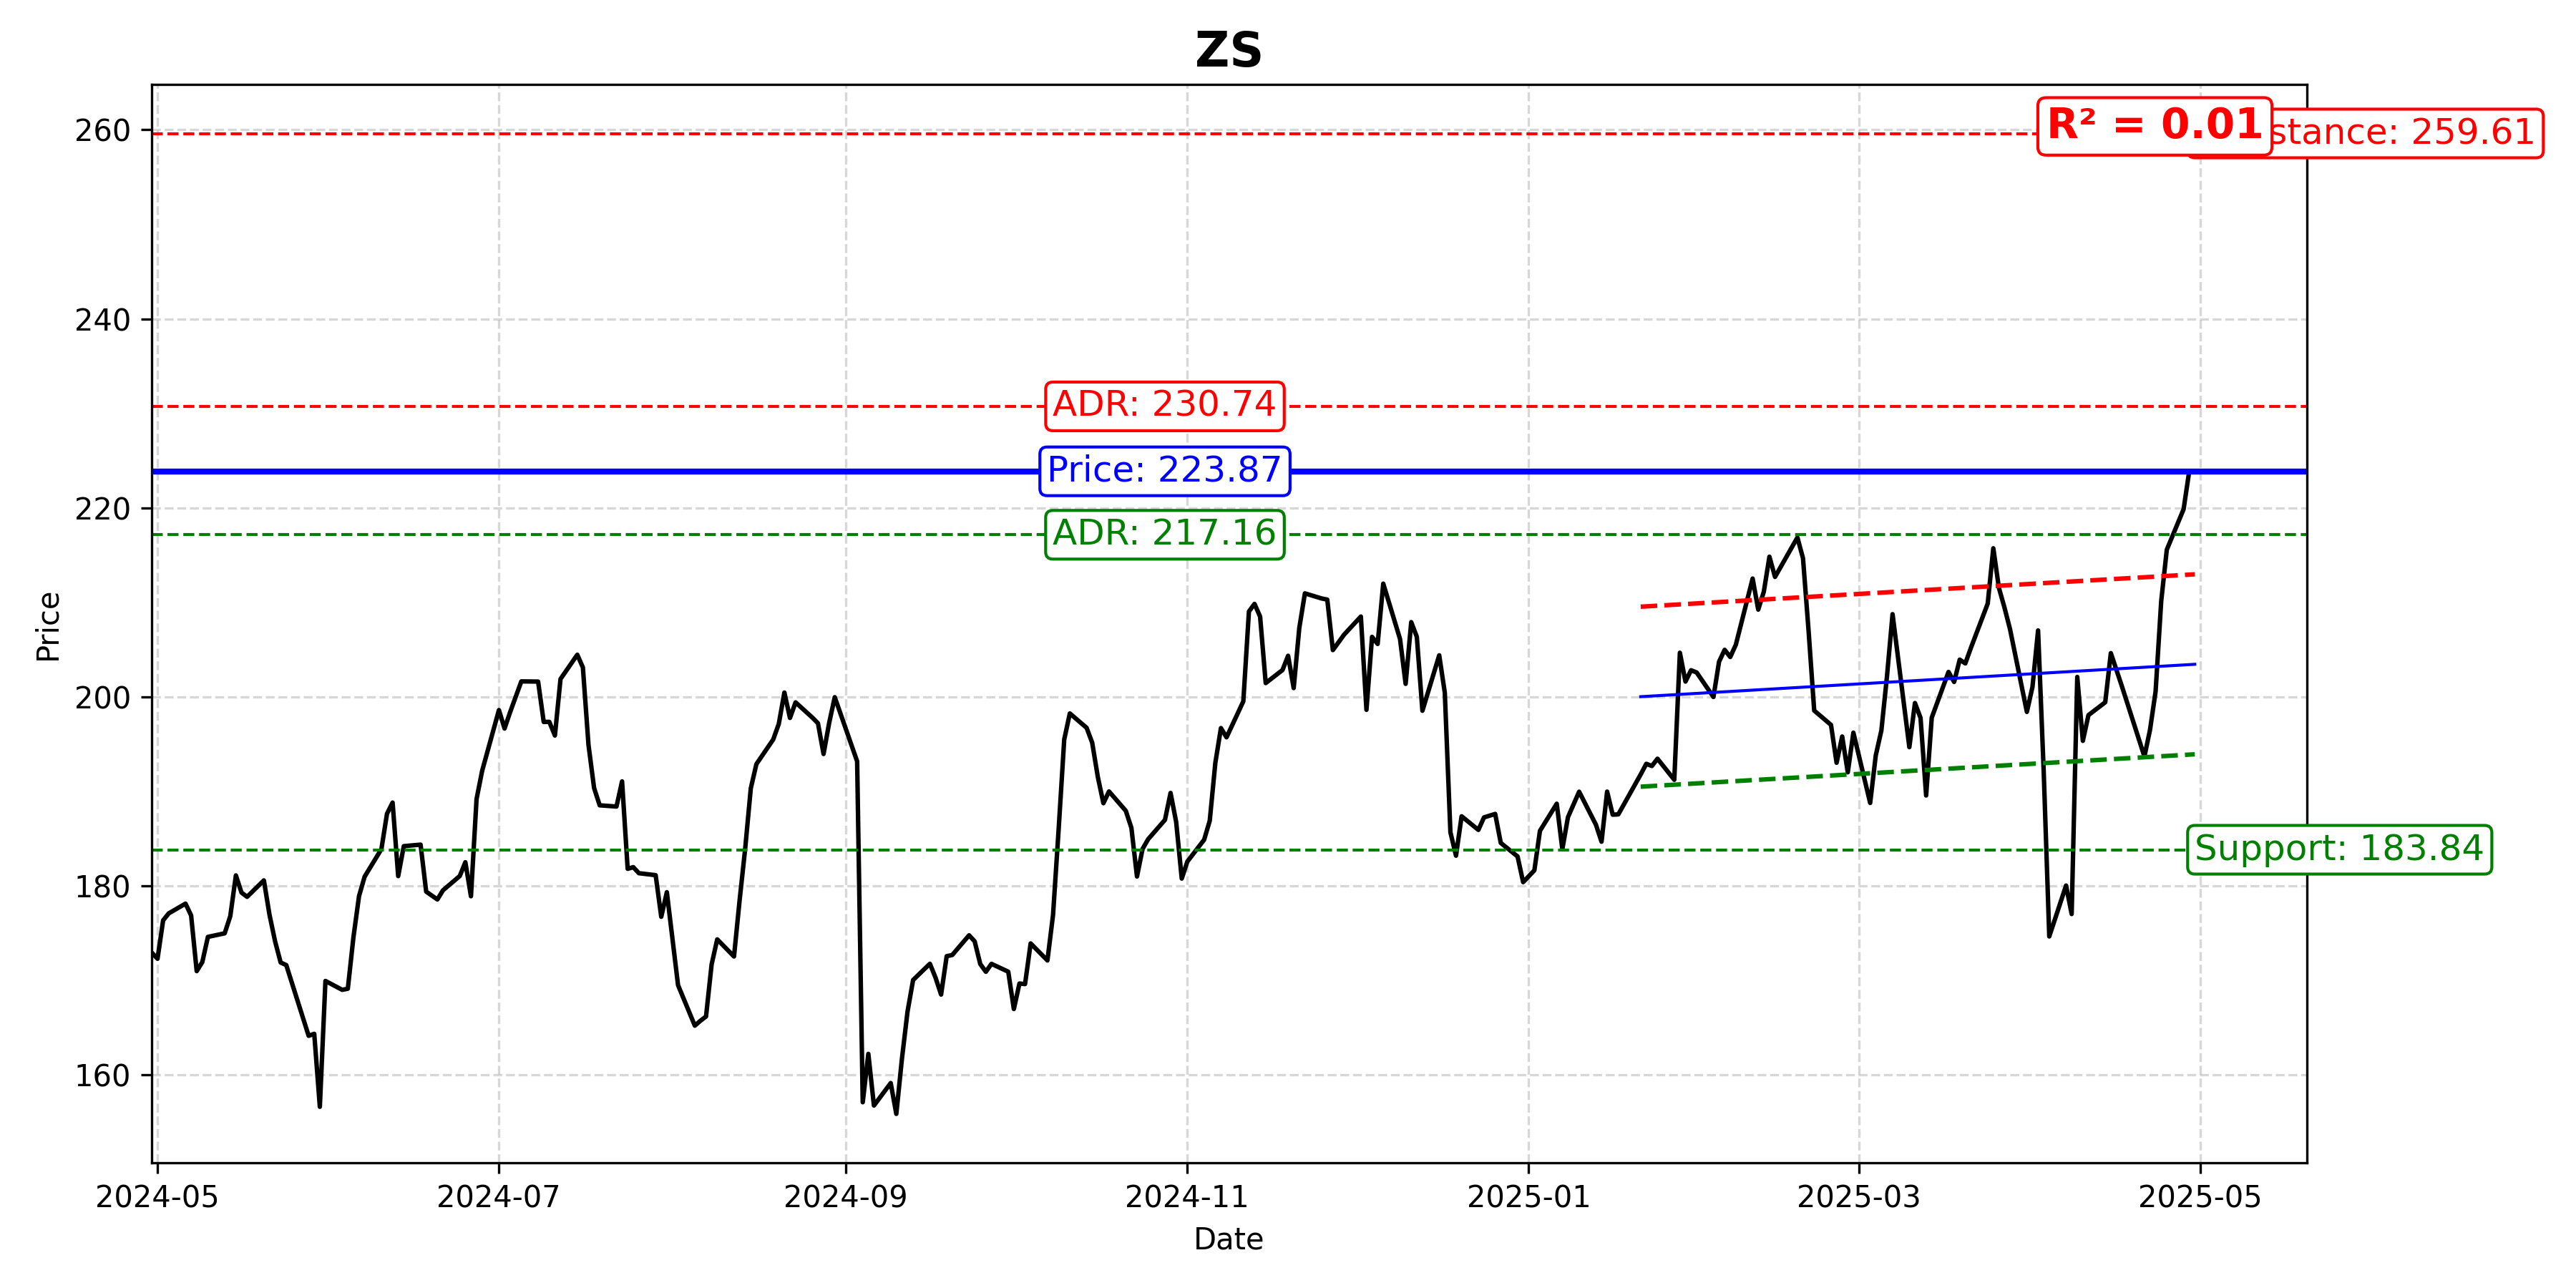 ZS
260
240
220
200
180
160
Price
R² = 0.01
stance: 259.61
ADR: 230.74
Price: 223.87
ADR: 217.16
Support: 183.84
2024-05
2024-07
2024-09
2024-11
2025-01
2025-03
2025-05
Date